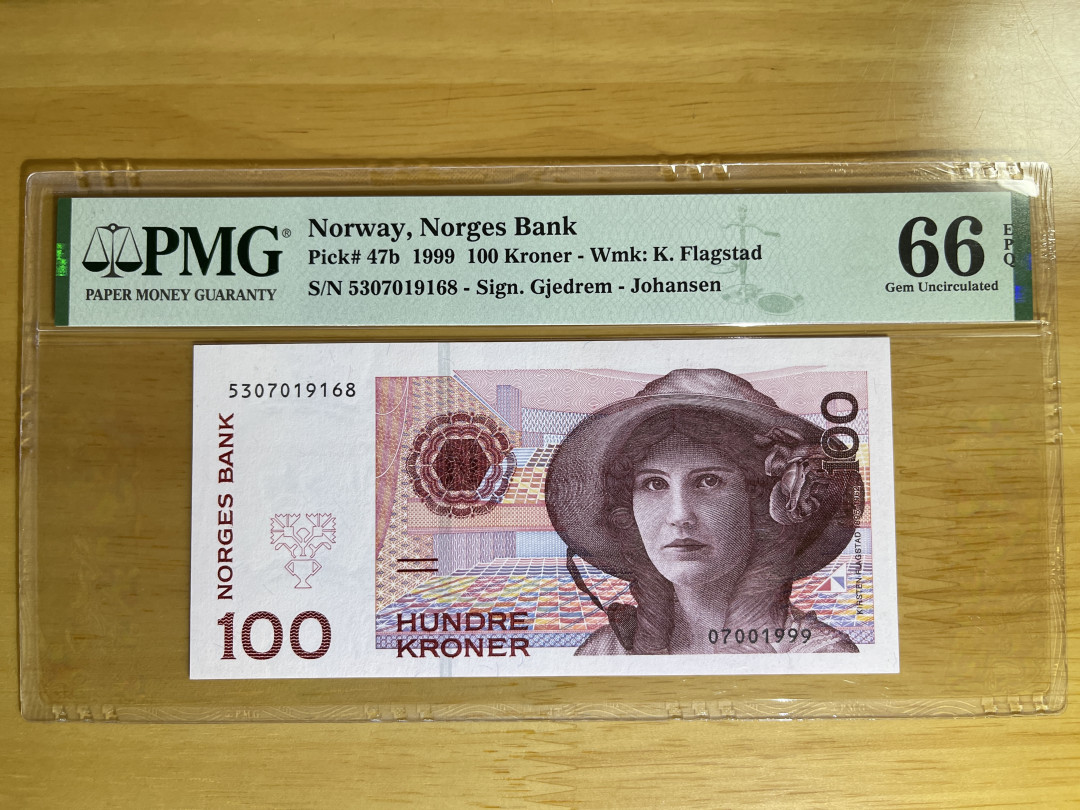 PMG®
PAPER MONEY GUARANTY
Norway, Norges Bank
Pick# 47b 1999 100 Kroner - Wmk: K. Flagstad
S/N 5307019168 - Sign. Gjedrem - Johansen
66
EPQ
Gem Uncirculated
5307019168
NORGES BANK
100
HUNDRE
KRONER
100
KIRSTEN FLAGSTAD
07001999